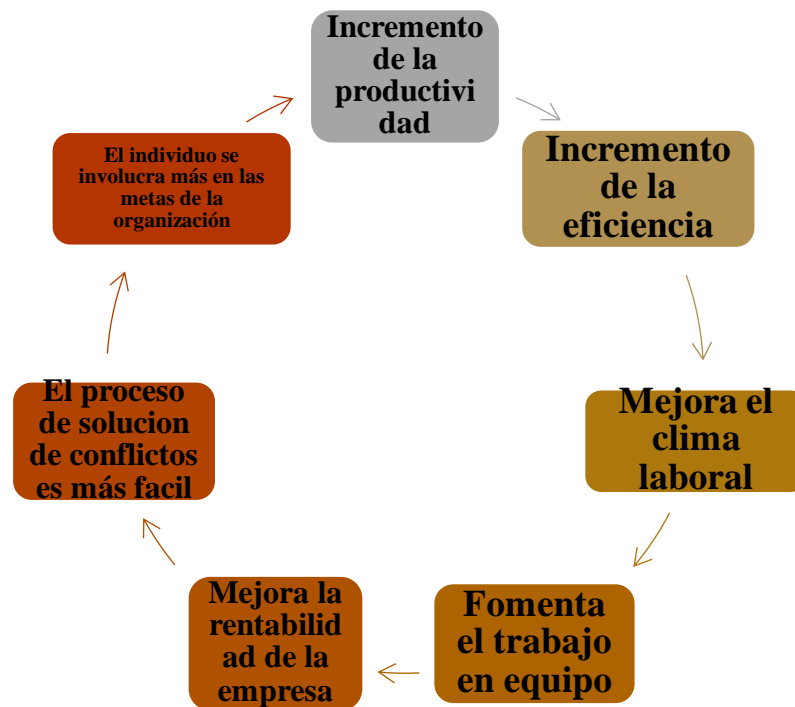 Incremento
de la
productivi
dad
Incremento
de la
eficiencia
Mejora el
clima
laboral
Fomenta
el trabajo
en equipo
Mejora la
rentabilid
ad de la
empresa
El proceso
de solucion
de conflictos
es más facil
El individuo se
involucra más en las
metas de la
organización